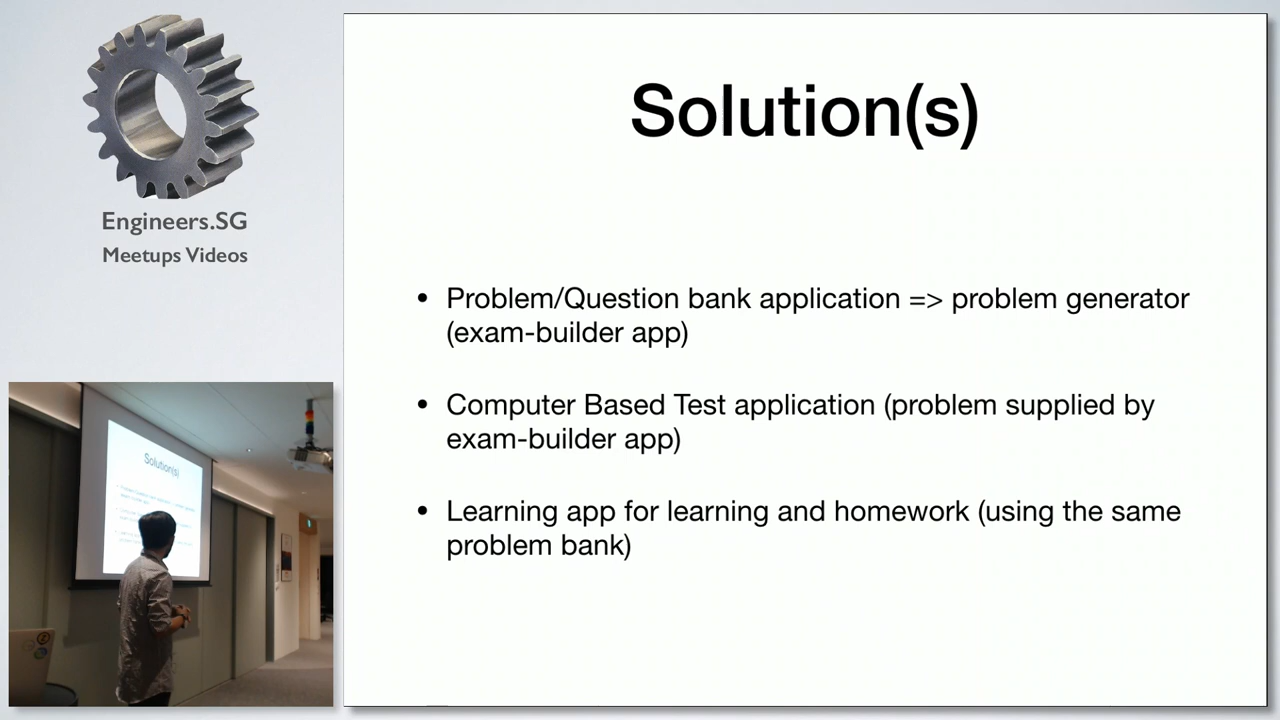 Engineers.SG
Meetups Videos
Solution(s)
• Problem/Question bank application => problem generator
(exam-builder app)
• Computer Based Test application (problem supplied by
exam-builder app)
• Learning app for learning and homework (using the same
problem bank)
Solution(s)